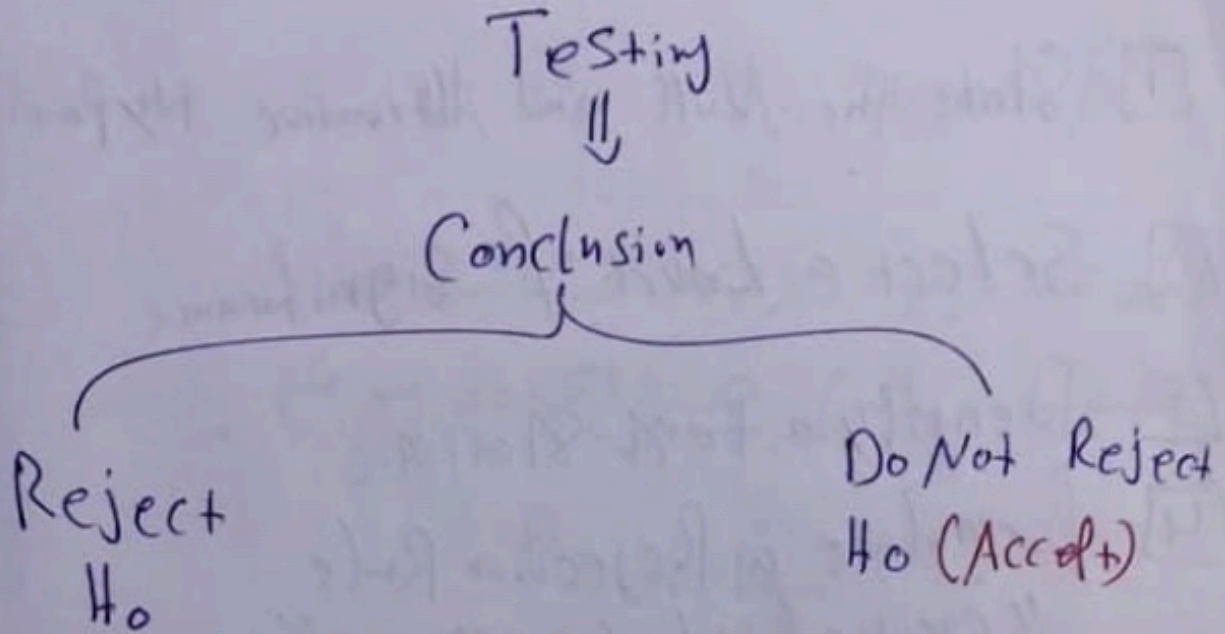 Testing
⇓
Conclusion
Reject
H₀
Do Not Reject
H₀ (Accept)